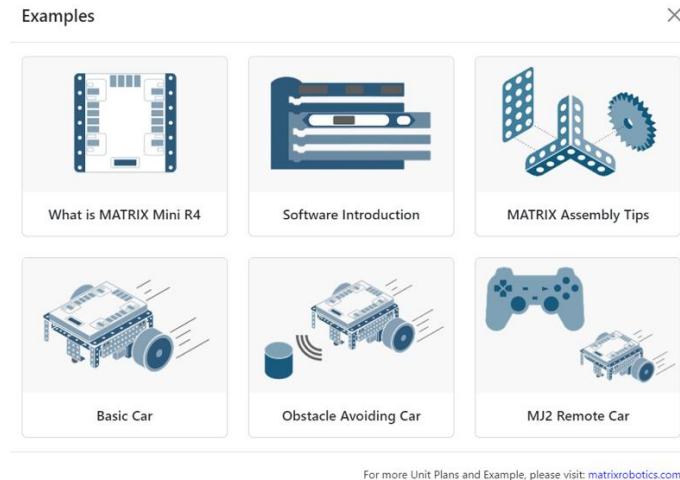 Examples
What is MATRIX Mini R4
Software Introduction
MATRIX Assembly Tips
Basic Car
Obstacle Avoiding Car
MJ2 Remote Car
For more Unit Plans and Example, please visit: matrixrobotics.com